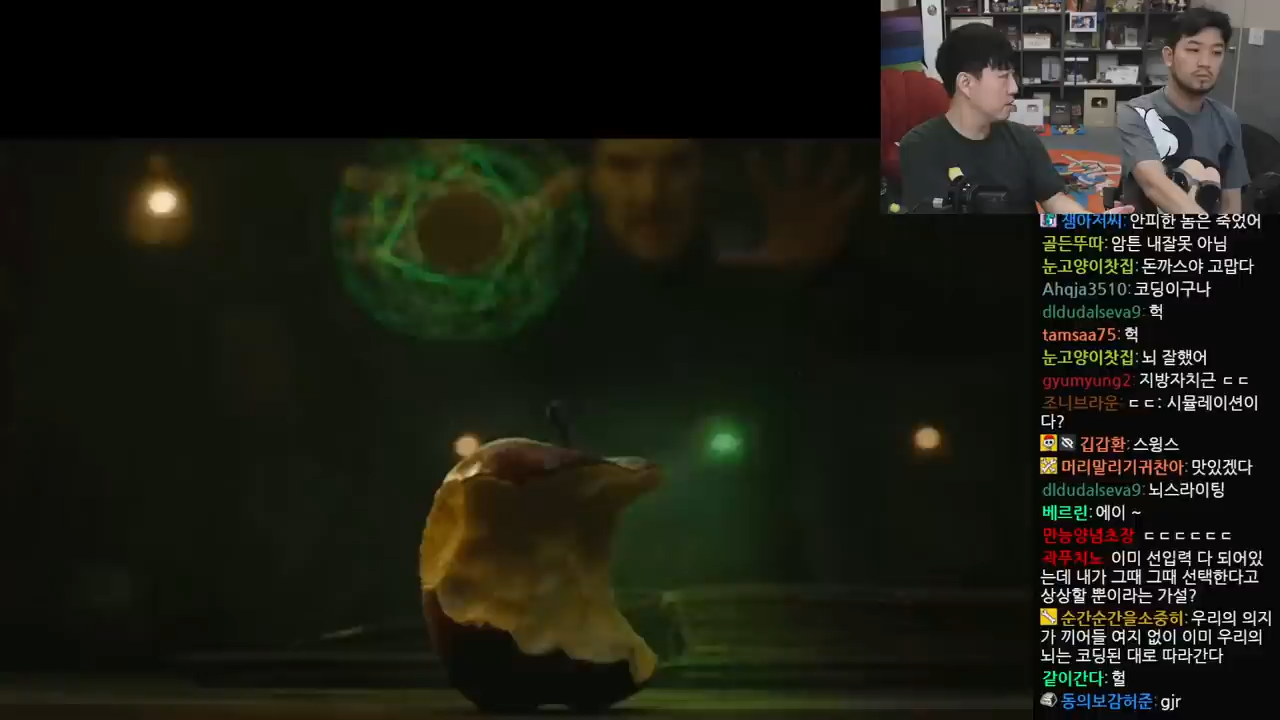 잼아저씨: 안피한 놈은 죽었어
골든뚜따: 암튼 내잘못 아님
눈고양이찻집: 돈까스야 고맙다
Ahqja3510: 코딩이구나
dldudalseva9: 헉
tamsaa75: 헉
눈고양이찻집: 뇌 잘했어
gyumyung2: 지방자치근 ㄷㄷ
조니브라운: ㄷㄷ: 시뮬레이션이
다?
김갑환: 스윙스
머리말리기귀찬아: 맛있겠다
dldudalseva9: 뇌스라이팅
베르린: 에이 ~
만능양념초장 ㄷㄷㄷㄷㄷㄷ
곽푸치노 이미 선입력 다 되어있
는데 내가 그때 그때 선택한다고
상상할 뿐이라는 가설?
순간순간을소중히: 우리의 의지
가 끼어들 여지 없이 이미 우리의
뇌는 코딩된 대로 따라간다
같이간다: 헐
동의보감허준: gjr